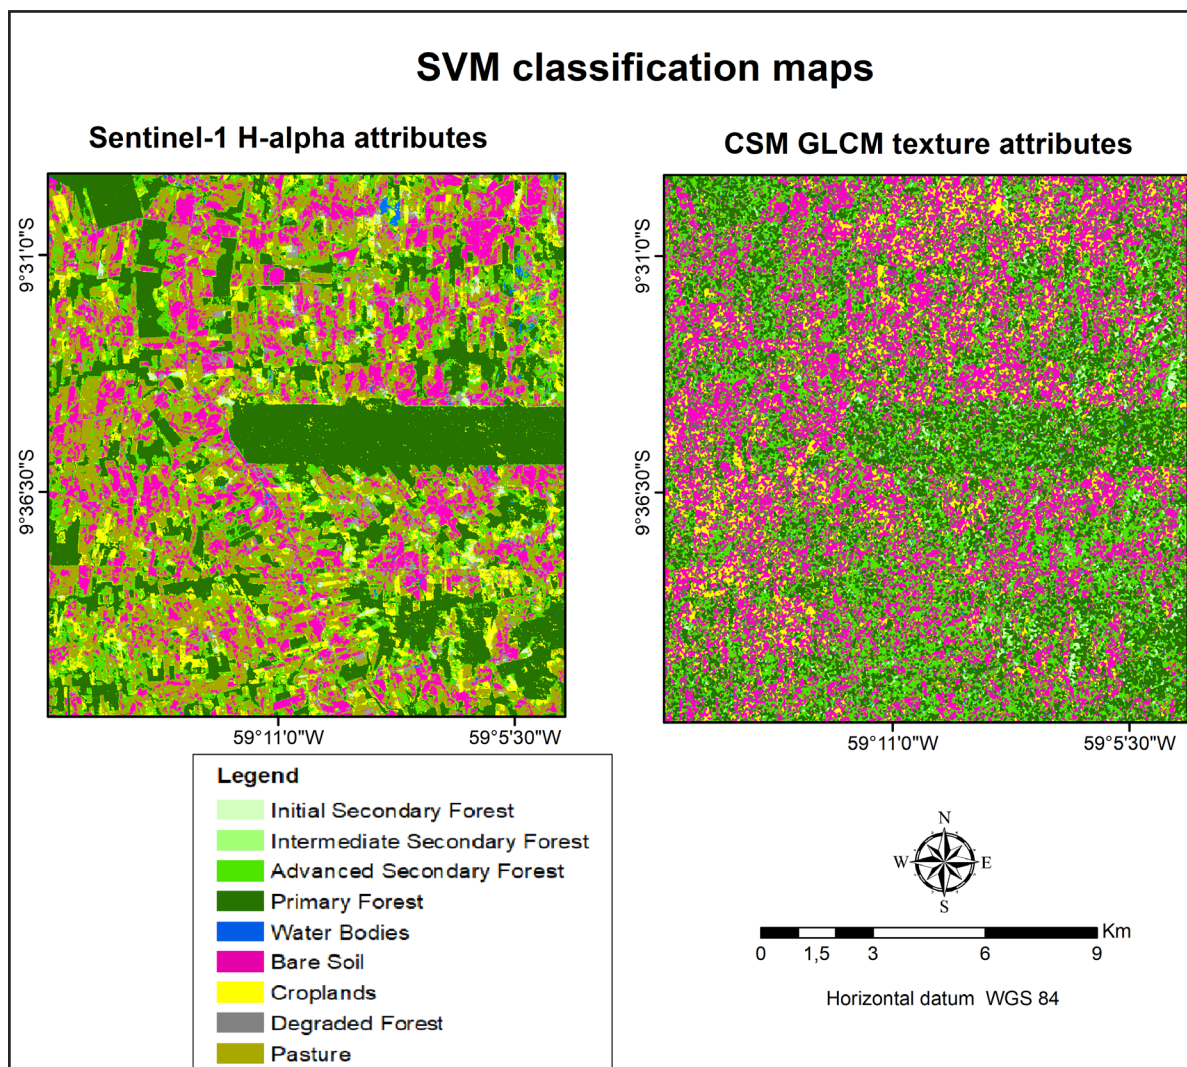 SVM classification maps
Sentinel-1 H-alpha attributes
CSM GLCM texture attributes
9°31'0"S
9°36'30"S
59°11'0"W
59°5'30"W
9°31'0"S
9°36'30"S
59°11'0"W
59°5'30"W
Legend
Initial Secondary Forest
Intermediate Secondary Forest
Advanced Secondary Forest
Primary Forest
Water Bodies
Bare Soil
Croplands
Degraded Forest
Pasture
N
W E
S
Km
0 1,5 3 6 9
Horizontal datum WGS 84